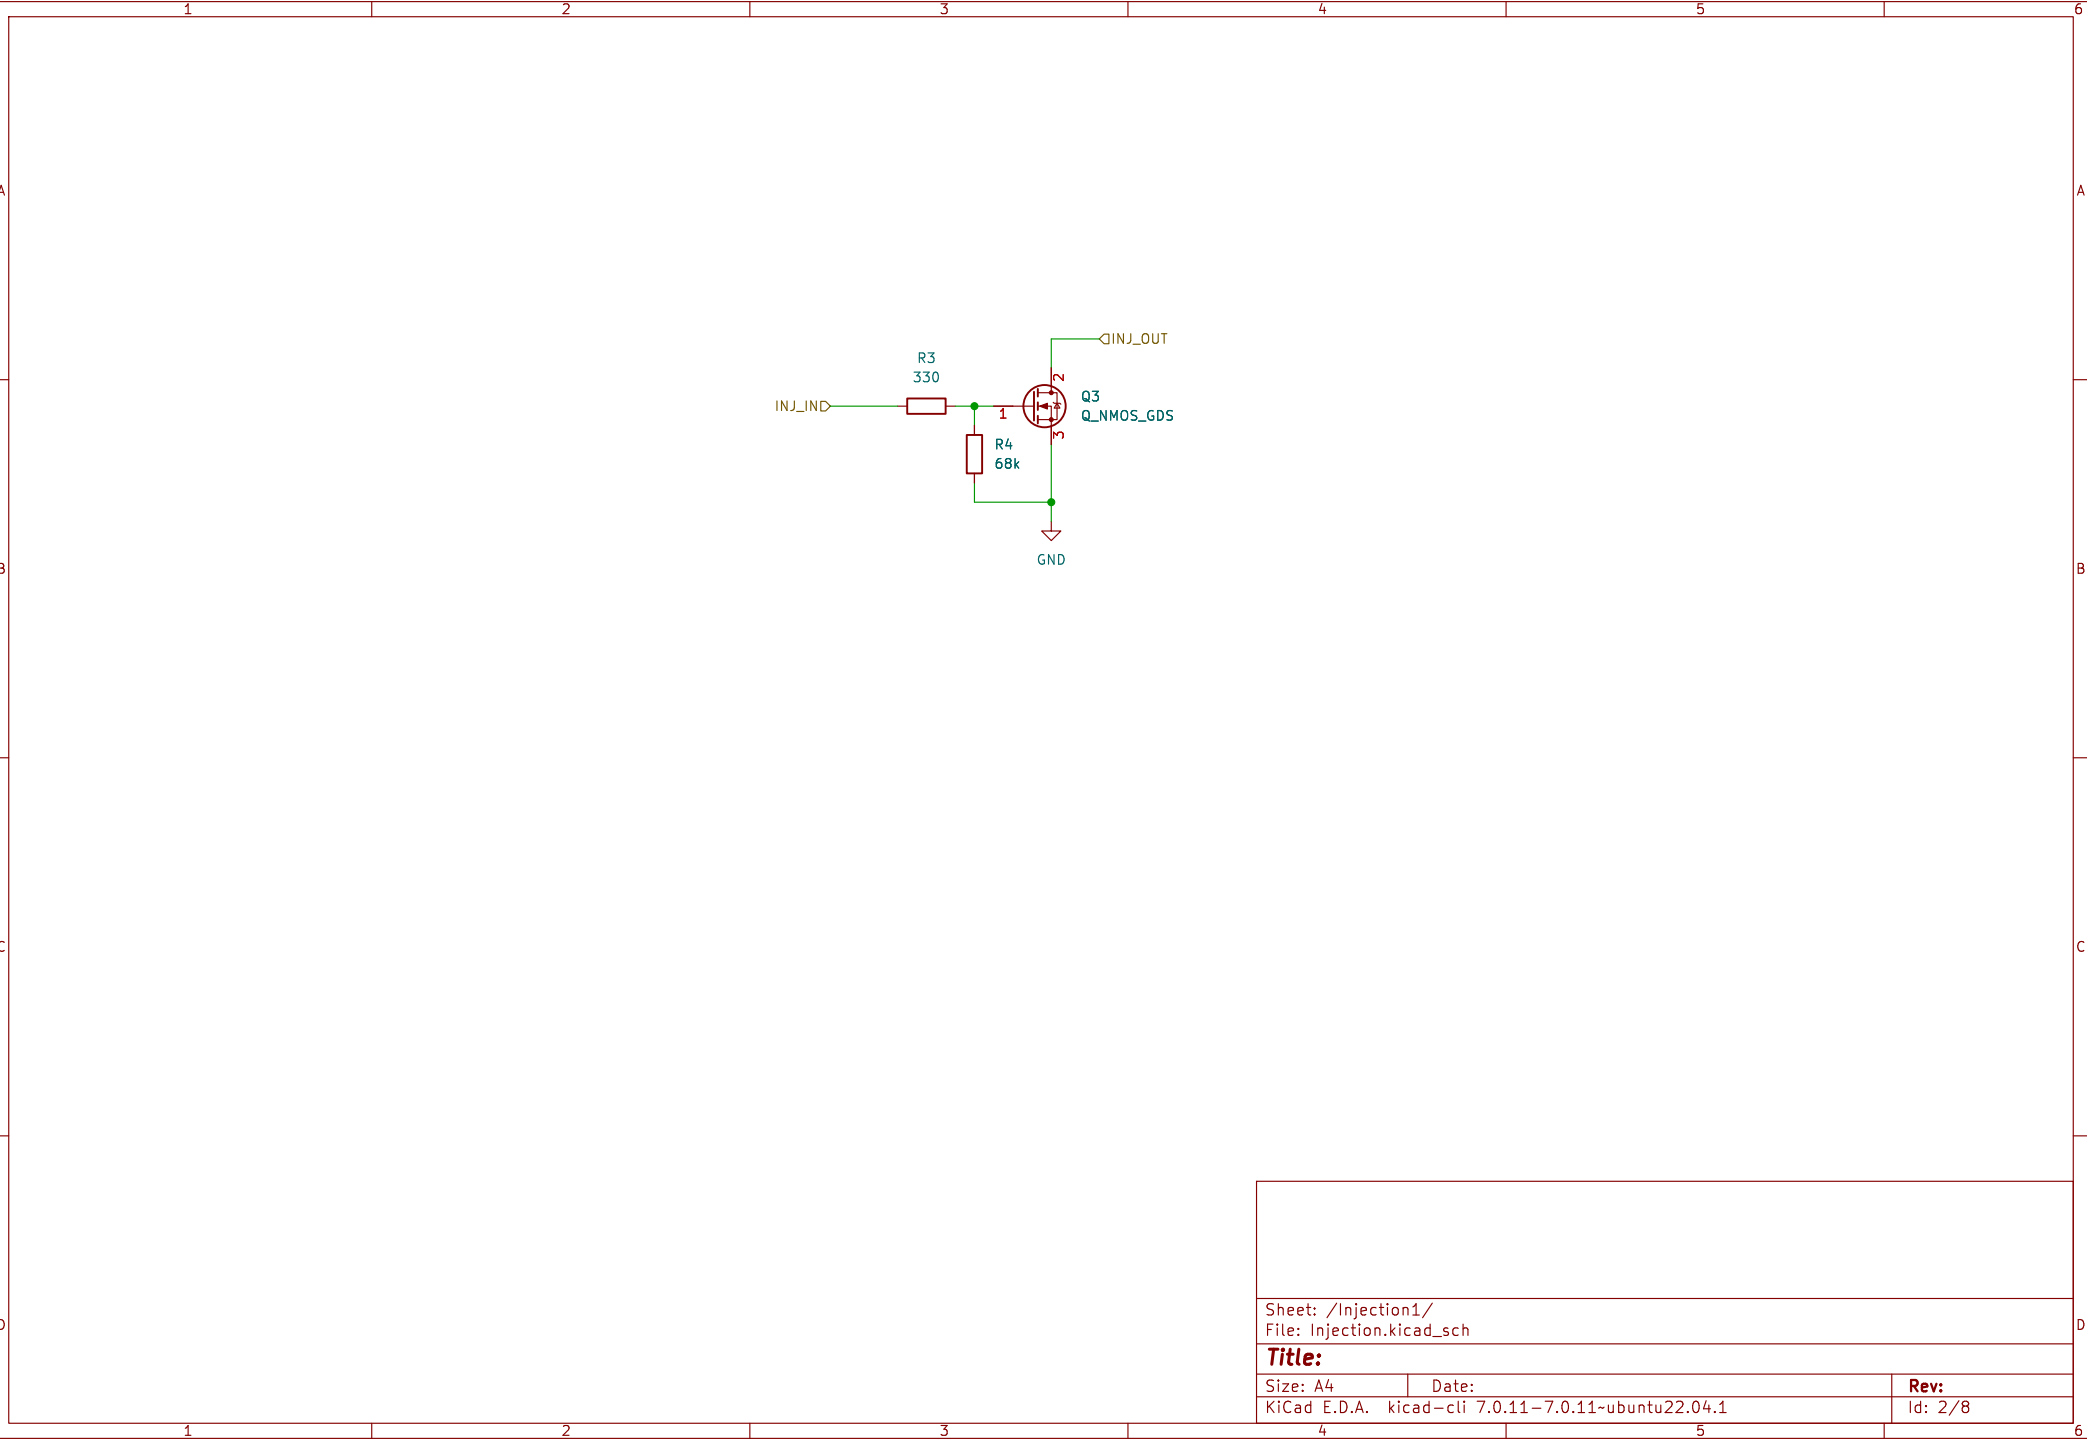 1 2 3 4 5 6
A A
INJ_OUT
R3
330
2
Q3
INJ_IN
1
Q_NMOS_GDS
3
R4
68k
GND
B B
C C
D D
Sheet: /Injection1/
File: Injection.kicad_sch
Title:
Size: A4 Date: Rev:
KiCad E.D.A. kicad-cli 7.0.11-7.0.11~ubuntu22.04.1 Id: 2/8
1 2 3 4 5 6